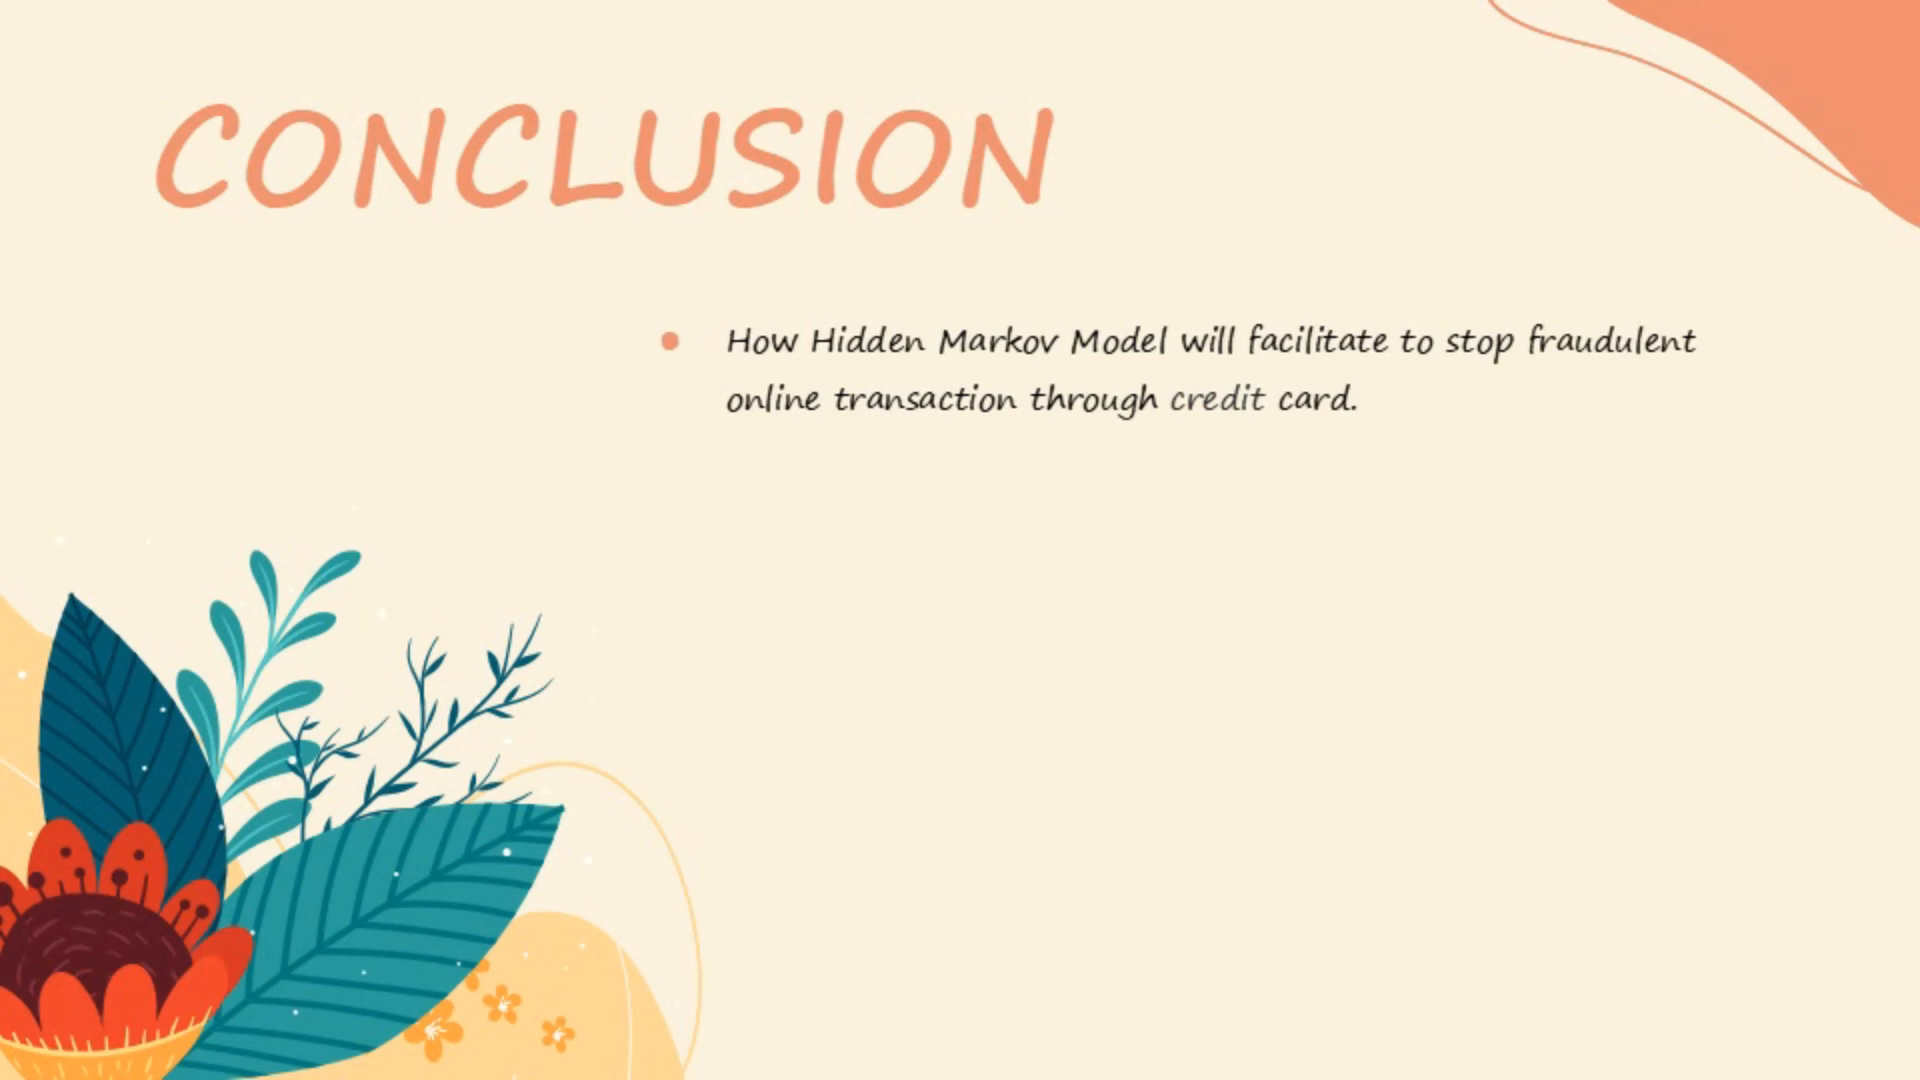 CONCLUSION
How Hidden Markov Model will facilitate to stop fraudulent
online transaction through credit card.